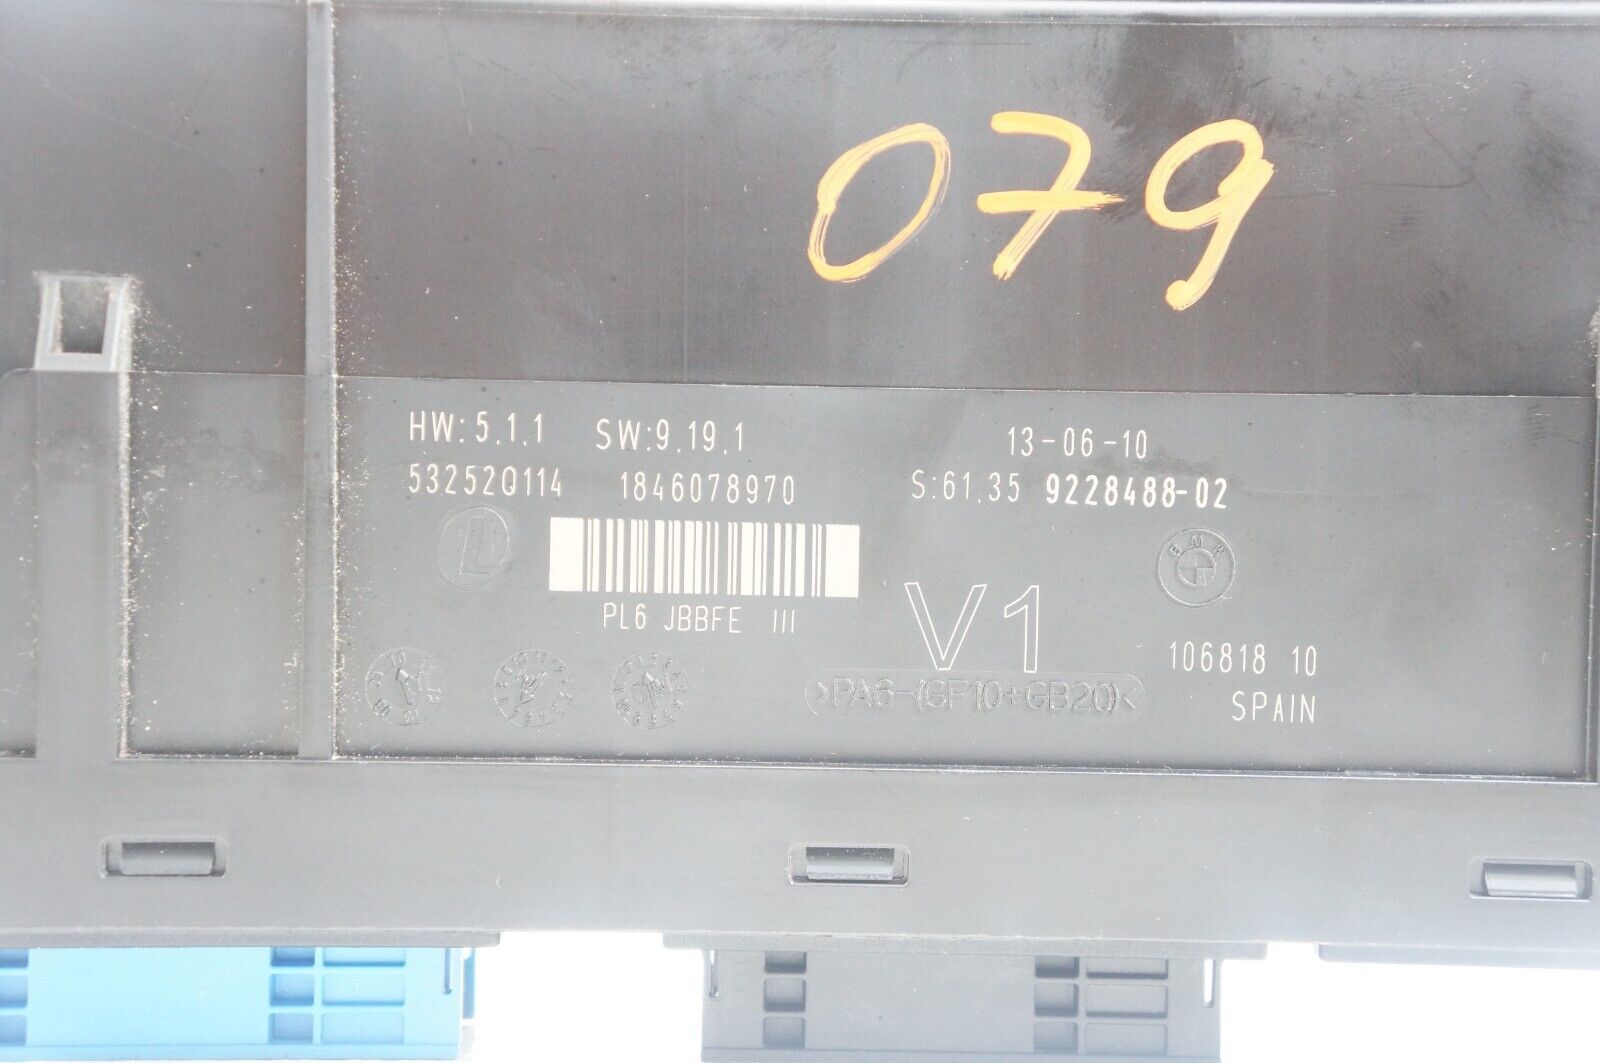 079
HW:5.1.1 SW:9.19.1 13-06-10
53252Q114 1846078970 S:61.35 9228488-02
BMW
PL6 JBBFE III
V1
106818 10
>PA6-(GF10+GB20)<
SPAIN